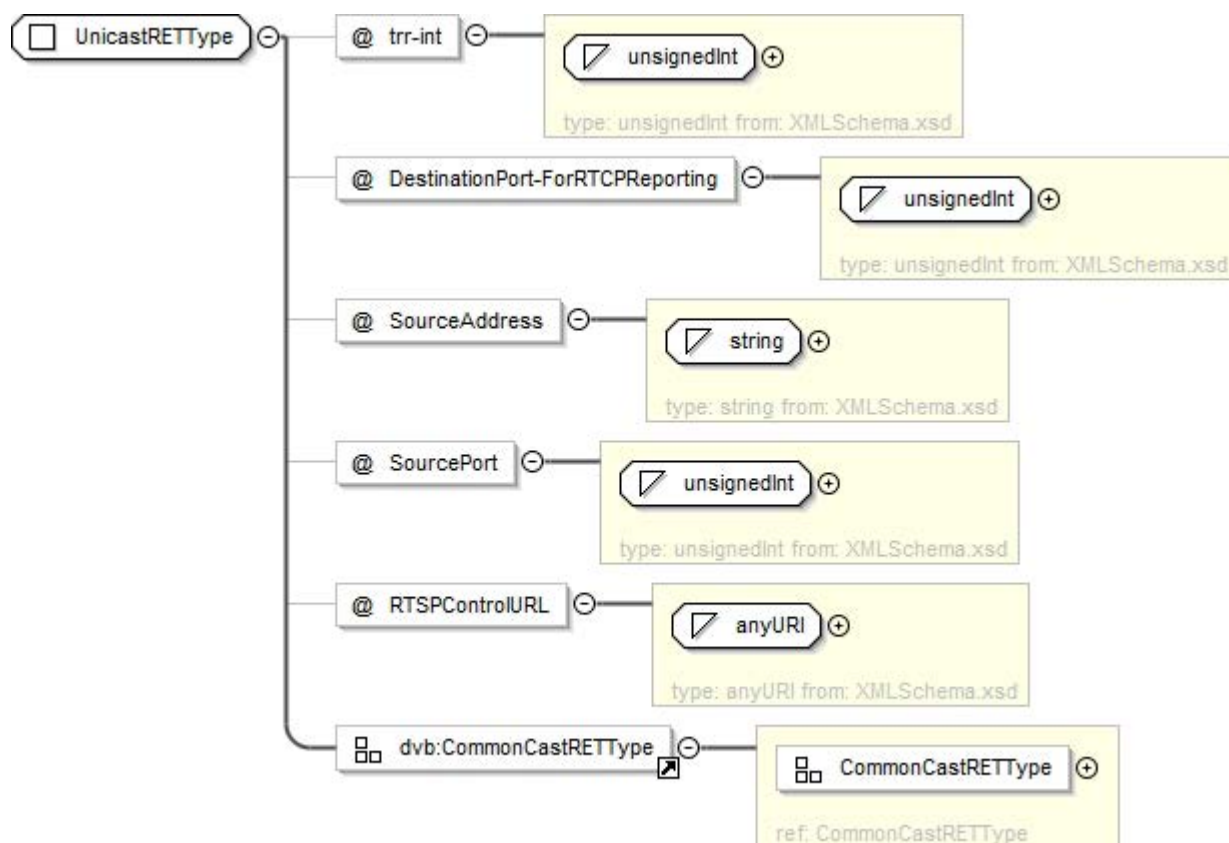 UnicastRETType
@ trr-int
unsignedInt
type: unsignedInt from: XMLSchema.xsd
@ DestinationPort-ForRTCPReporting
unsignedInt
type: unsignedInt from: XMLSchema.xsd
@ SourceAddress
string
type: string from: XMLSchema.xsd
@ SourcePort
unsignedInt
type: unsignedInt from: XMLSchema.xsd
@ RTSPControlURL
anyURI
type: anyURI from: XMLSchema.xsd
dvb:CommonCastRETType
CommonCastRETType
ref: CommonCastRETType